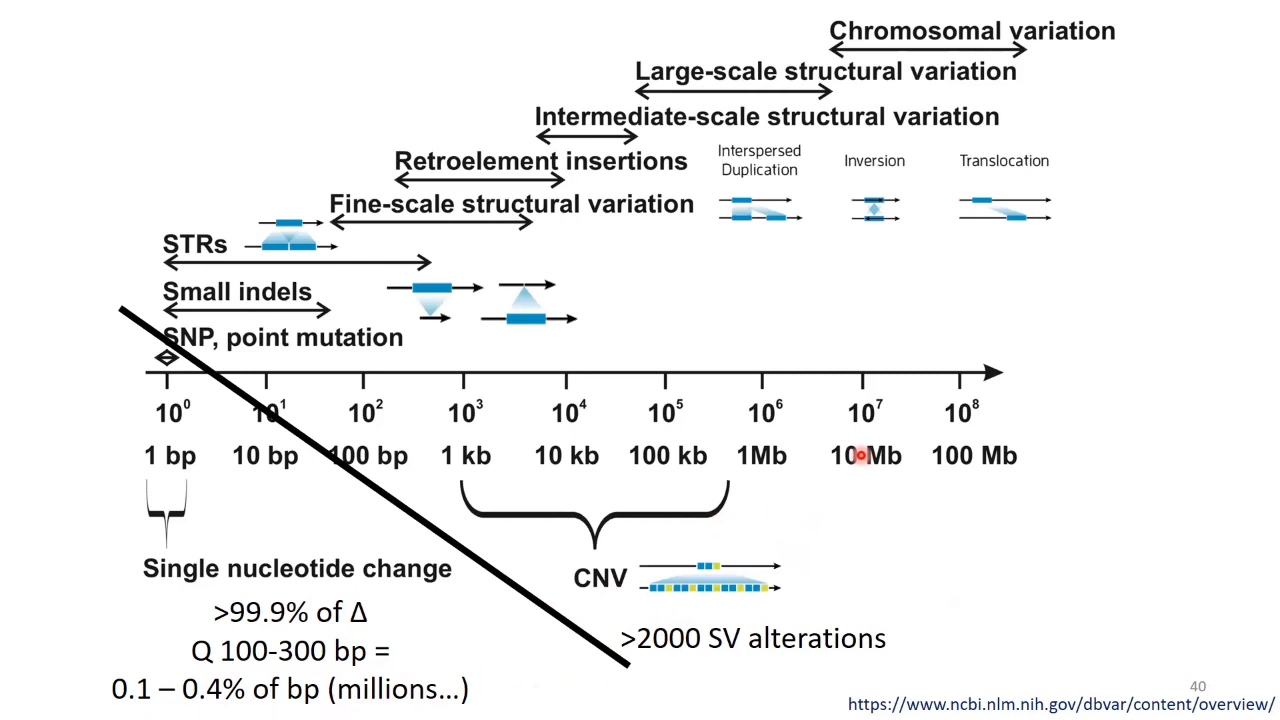 Chromosomal variation
Large-scale structural variation
Intermediate-scale structural variation
Retroelement insertions
Interspersed
Duplication
Inversion
Translocation
Fine-scale structural variation
STRs
Small indels
SNP, point mutation
10⁰ 10¹ 10² 10³ 10⁴ 10⁵ 10⁶ 10⁷ 10⁸
1 bp 10 bp 100 bp 1 kb 10 kb 100 kb 1Mb 10 Mb 100 Mb
Single nucleotide change
CNV
>99.9% of Δ
Q 100-300 bp =
0.1 – 0.4% of bp (millions…)
>2000 SV alterations
40
https://www.ncbi.nlm.nih.gov/dbvar/content/overview/